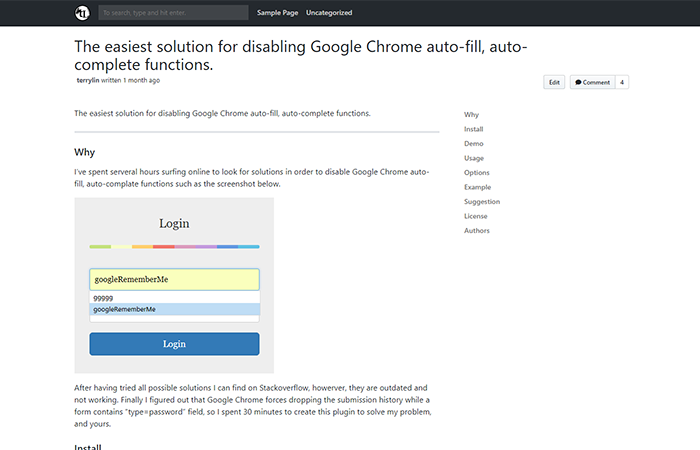 To search, type and hit enter.
Sample Page
Uncategorized
The easiest solution for disabling Google Chrome auto-fill, auto-
complete functions.
terrylin written 1 month ago
Edit
Comment
4
The easiest solution for disabling Google Chrome auto-fill, auto-complete functions.
Why
I've spent serveral hours surfing online to look for solutions in order to disable Google Chrome auto-
fill, auto-complate functions such as the screenshot below.
Login
googleRememberMe
99999
googleRememberMe
Login
After having tried all possible solutions I can find on Stackoverflow, howerver, they are outdated and
not working. Finally I figured out that Google Chrome forces dropping the submission history while a
form contains "type=password" field, so I spent 30 minutes to create this plugin to solve my problem,
and yours.
Install
Why
Install
Demo
Usage
Options
Example
Suggestion
License
Authors